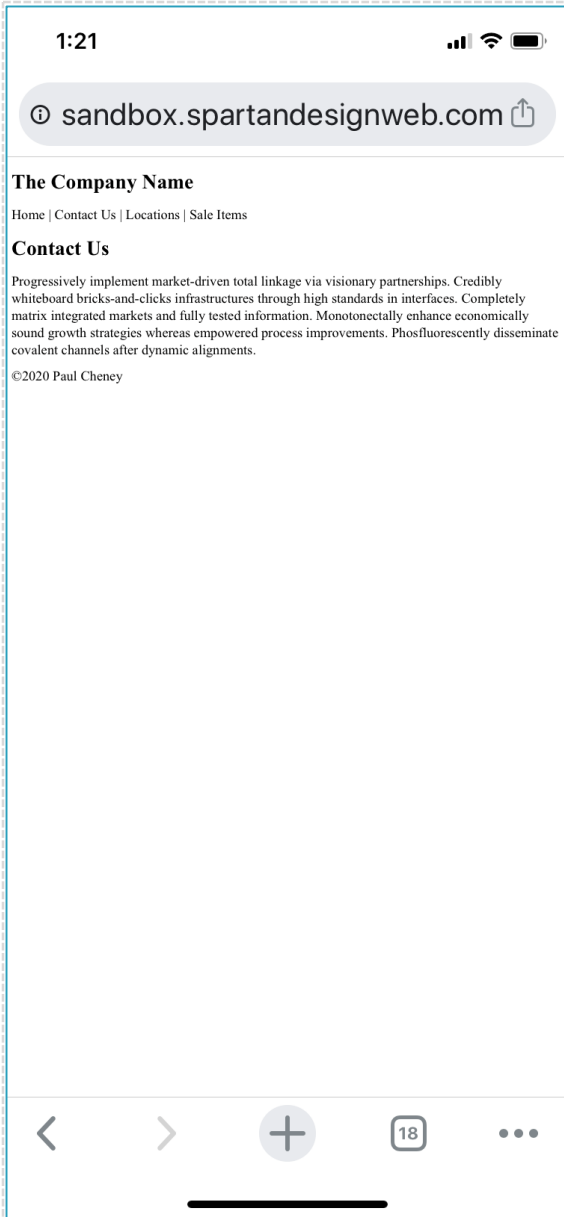 1:21
sandbox.spartandesignweb.com
The Company Name
Home | Contact Us | Locations | Sale Items
Contact Us
Progressively implement market-driven total linkage via visionary partnerships. Credibly
whiteboard bricks-and-clicks infrastructures through high standards in interfaces. Completely
matrix integrated markets and fully tested information. Monotonectally enhance economically
sound growth strategies whereas empowered process improvements. Phosfluorescently disseminate
covalent channels after dynamic alignments.
©2020 Paul Cheney
18